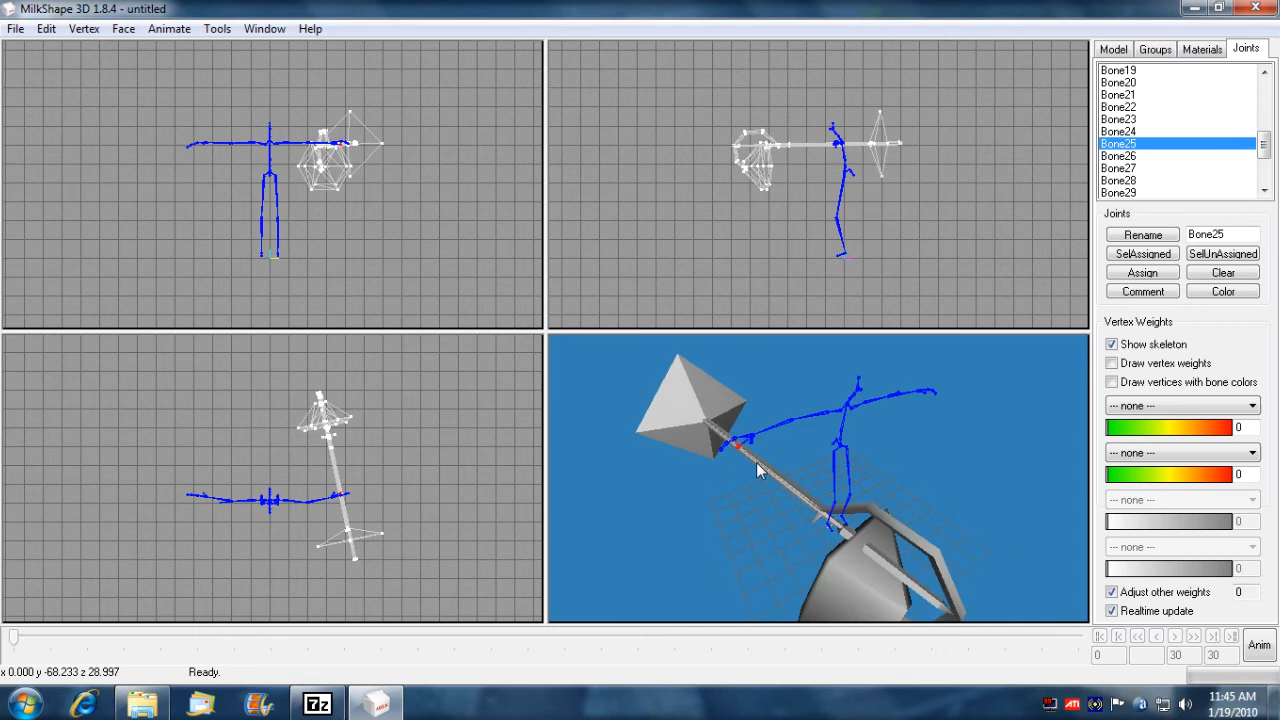 MilkShape 3D 1.8.4 - untitled
File Edit Vertex Face Animate Tools Window Help
Model Groups Materials Joints
Bone19
Bone20
Bone21
Bone22
Bone23
Bone24
Bone25
Bone26
Bone27
Bone28
Bone29
Joints
Rename Bone25
SelAssigned SelUnAssigned
Assign Clear
Comment Color
Vertex Weights
Show skeleton
Draw vertex weights
Draw vertices with bone colors
--- none ---
0
--- none ---
0
--- none ---
0
--- none ---
0
Adjust other weights 0
Realtime update
0 30 30 Anim
x 0.000 y -68.233 z 28.997 Ready.
7z
MILK
ATI
a
11:45 AM
1/19/2010